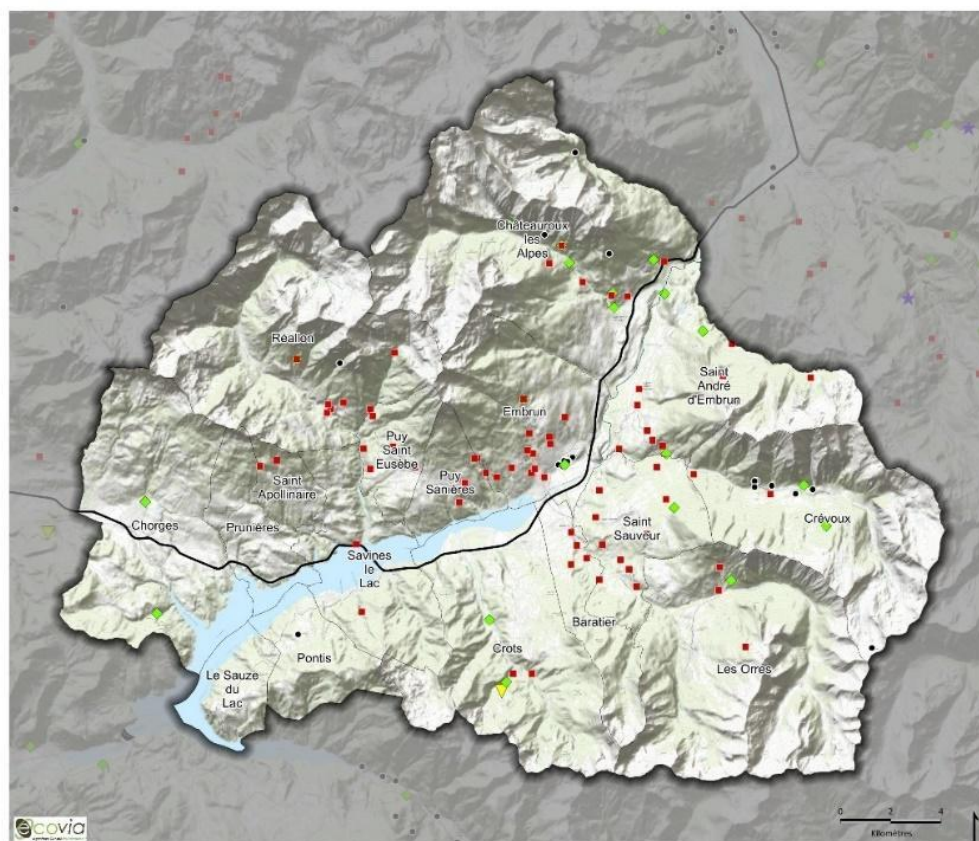 Châteauroux
les
Alpes
Réallon
Saint
André
d'Embrun
Embrun
Puy
Saint
Eusèbe
Puy
Sanières
Saint
Apollinaire
Chorges
Prunières
Crévoux
Saint
Sauveur
Savines
le
Lac
Baratier
Crots
Pontis
Les Orres
Le Sauze
du
Lac
0 2 4
Kilomètres
ecovia
N